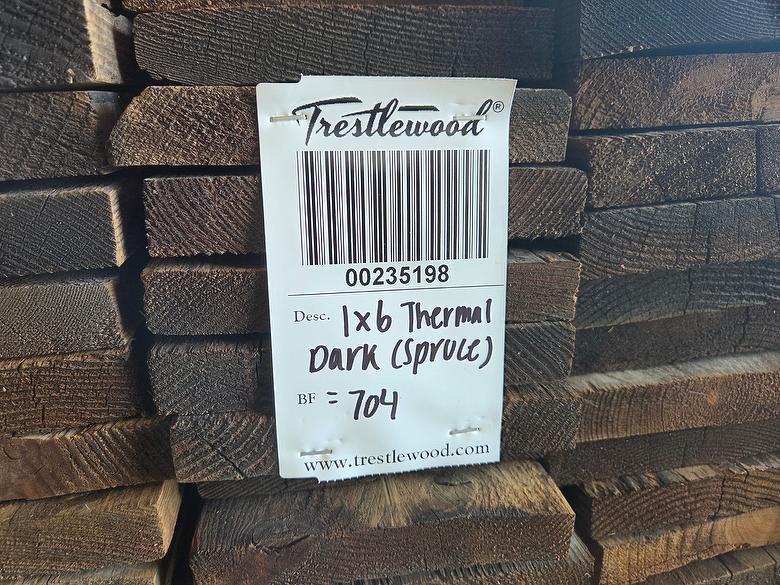 Trestlewood®
00235198
Desc. 1x6 Thermal
Dark (Spruce)
BF = 704
www.trestlewood.com